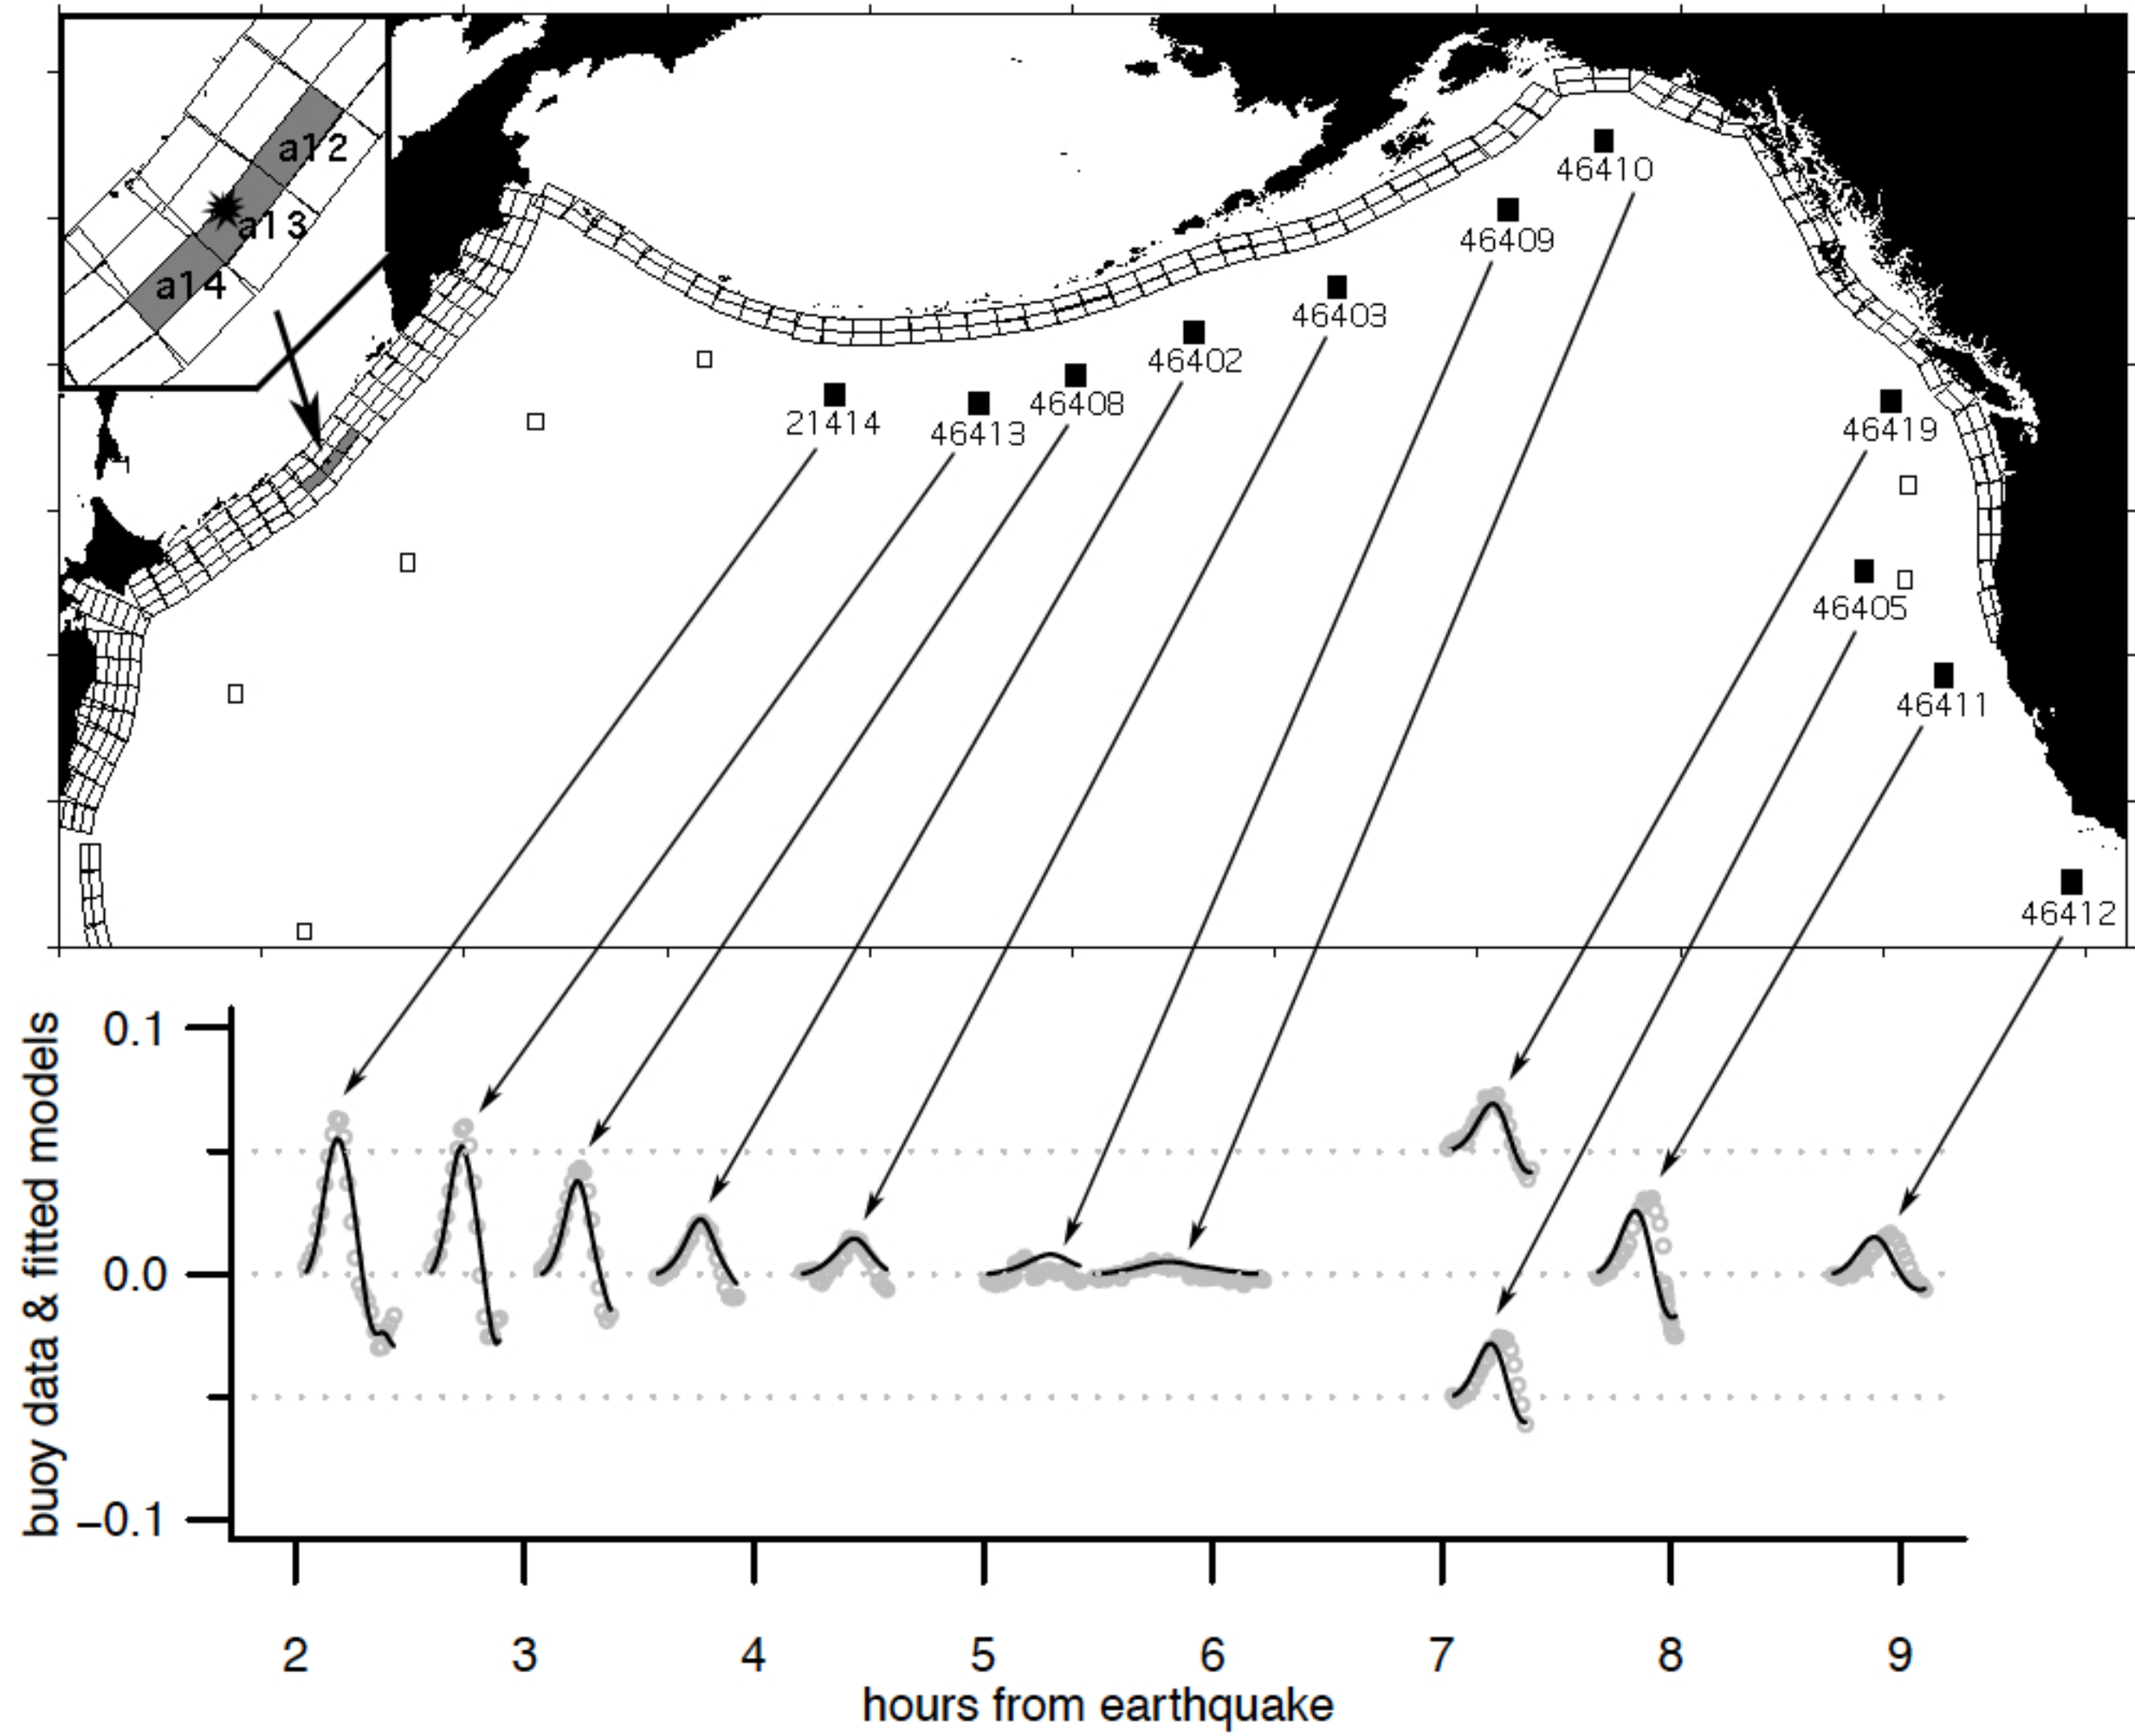 a12
a13
a14
46410
46409
46403
46402
46408
21414
46413
46419
46405
46411
46412
buoy data & fitted models
0.1
0.0
−0.1
2 3 4 5 6 7 8 9
hours from earthquake